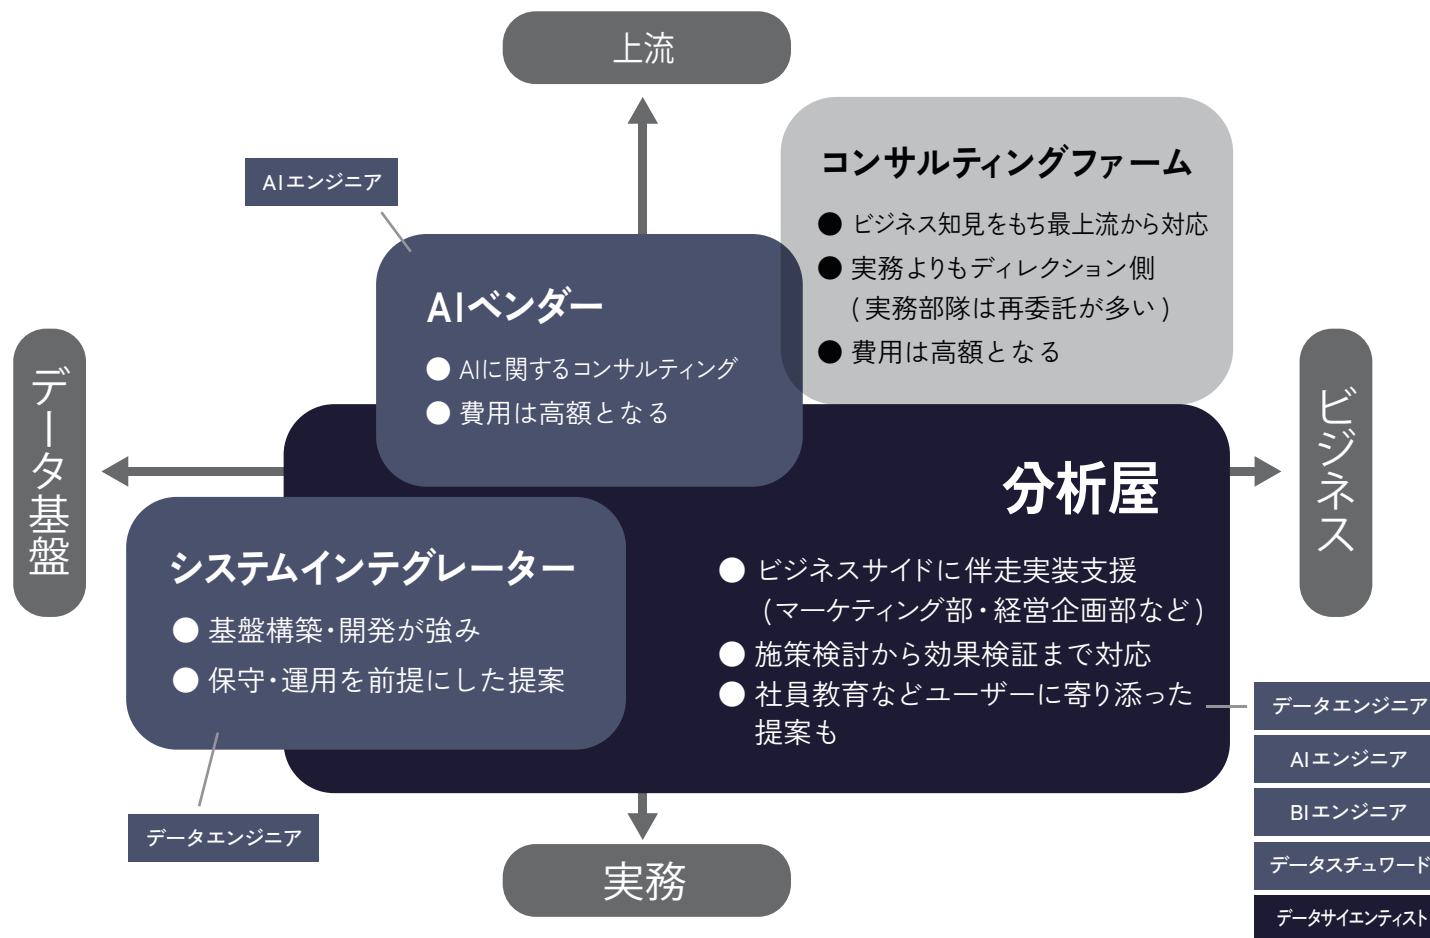 上流
AIエンジニア
コンサルティングファーム
● ビジネス知見をもち最上流から対応
● 実務よりもディレクション側
(実務部隊は再委託が多い)
● 費用は高額となる
AIベンダー
● AIに関するコンサルティング
● 費用は高額となる
データ基盤
ビジネス
分析屋
● ビジネスサイドに伴走実装支援
(マーケティング部・経営企画部など)
● 施策検討から効果検証まで対応
● 社員教育などユーザーに寄り添った
提案も
システムインテグレーター
● 基盤構築・開発が強み
● 保守・運用を前提にした提案
データエンジニア
実務
データエンジニア
AIエンジニア
BIエンジニア
データスチュワード
データサイエンティスト